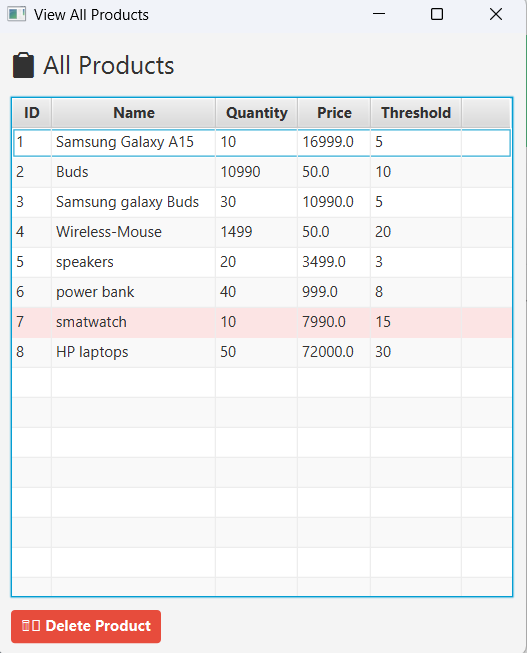 View All Products
All Products
ID Name Quantity Price Threshold
1 Samsung Galaxy A15 10 16999.0 5
2 Buds 10990 50.0 10
3 Samsung galaxy Buds 30 10990.0 5
4 Wireless-Mouse 1499 50.0 20
5 speakers 20 3499.0 3
6 power bank 40 999.0 8
7 smatwatch 10 7990.0 15
8 HP laptops 50 72000.0 30
Delete Product